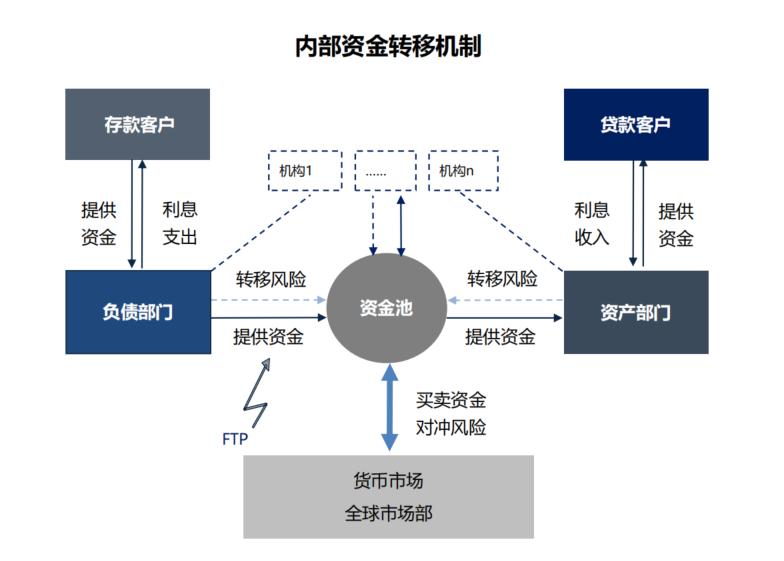 内部资金转移机制
存款客户
贷款客户
机构1
......
机构n
提供
资金
利息
支出
利息
收入
提供
资金
负债部门
转移风险
提供资金
资金池
转移风险
提供资金
资产部门
FTP
买卖资金
对冲风险
货币市场
全球市场部